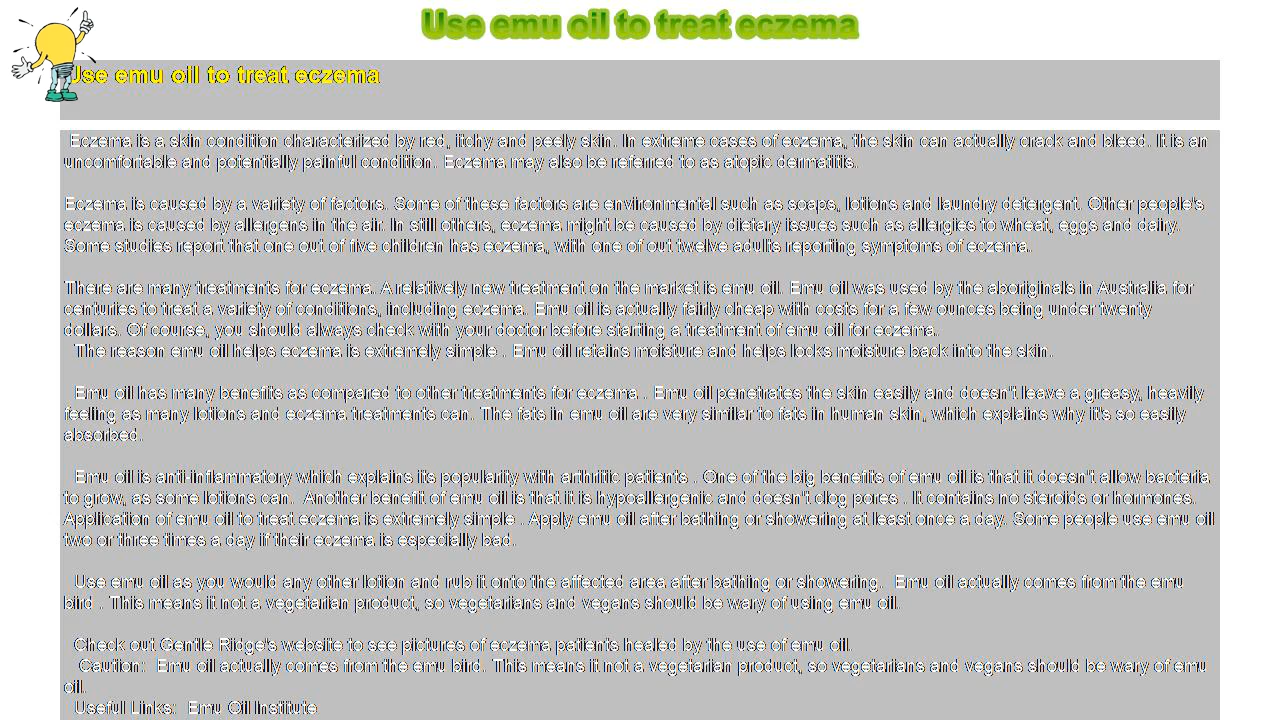 Use emu oil to treat eczema
Use emu oil to treat eczema
Eczema is a skin condition characterized by red, itchy and peely skin. In extreme cases of eczema, the skin can actually crack and bleed. It is an
uncomfortable and potentially painful condition. Eczema may also be referred to as atopic dermatitis.
Eczema is caused by a variety of factors. Some of these factors are environmental such as soaps, lotions and laundry detergent. Other people's
eczema is caused by allergens in the air. In still others, eczema might be caused by dietary issues such as allergies to wheat, eggs and dairy.
Some studies report that one out of five children has eczema, with one of out twelve adults reporting symptoms of eczema.
There are many treatments for eczema. A relatively new treatment on the market is emu oil. Emu oil was used by the aboriginals in Australia for
centuries to treat a variety of conditions, including eczema. Emu oil is actually fairly cheap with costs for a few ounces being under twenty
dollars. Of course, you should always check with your doctor before starting a treatment of emu oil for eczema.
The reason emu oil helps eczema is extremely simple . Emu oil retains moisture and helps locks moisture back into the skin.
Emu oil has many benefits as compared to other treatments for eczema . Emu oil penetrates the skin easily and doesn"t leave a greasy, heavily
feeling as many lotions and eczema treatments can. The fats in emu oil are very similar to fats in human skin, which explains why it's so easily
absorbed.
Emu oil is anti-inflammatory which explains its popularity with arthritic patients . One of the big benefits of emu oil is that it doesn"t allow bacteria
to grow, as some lotions can. Another benefit of emu oil is that it is hypoallergenic and doesn"t clog pores . It contains no steroids or hormones.
Application of emu oil to treat eczema is extremely simple . Apply emu oil after bathing or showering at least once a day. Some people use emu oil
two or three times a day if their eczema is especially bad.
Use emu oil as you would any other lotion and rub it onto the affected area after bathing or showering. Emu oil actually comes from the emu
bird . This means it not a vegetarian product, so vegetarians and vegans should be wary of using emu oil.
Check out Gentle Ridge's website to see pictures of eczema patients healed by the use of emu oil.
Caution: Emu oil actually comes from the emu bird. This means it not a vegetarian product, so vegetarians and vegans should be wary of emu
oil.
Useful Links: Emu Oil Institute